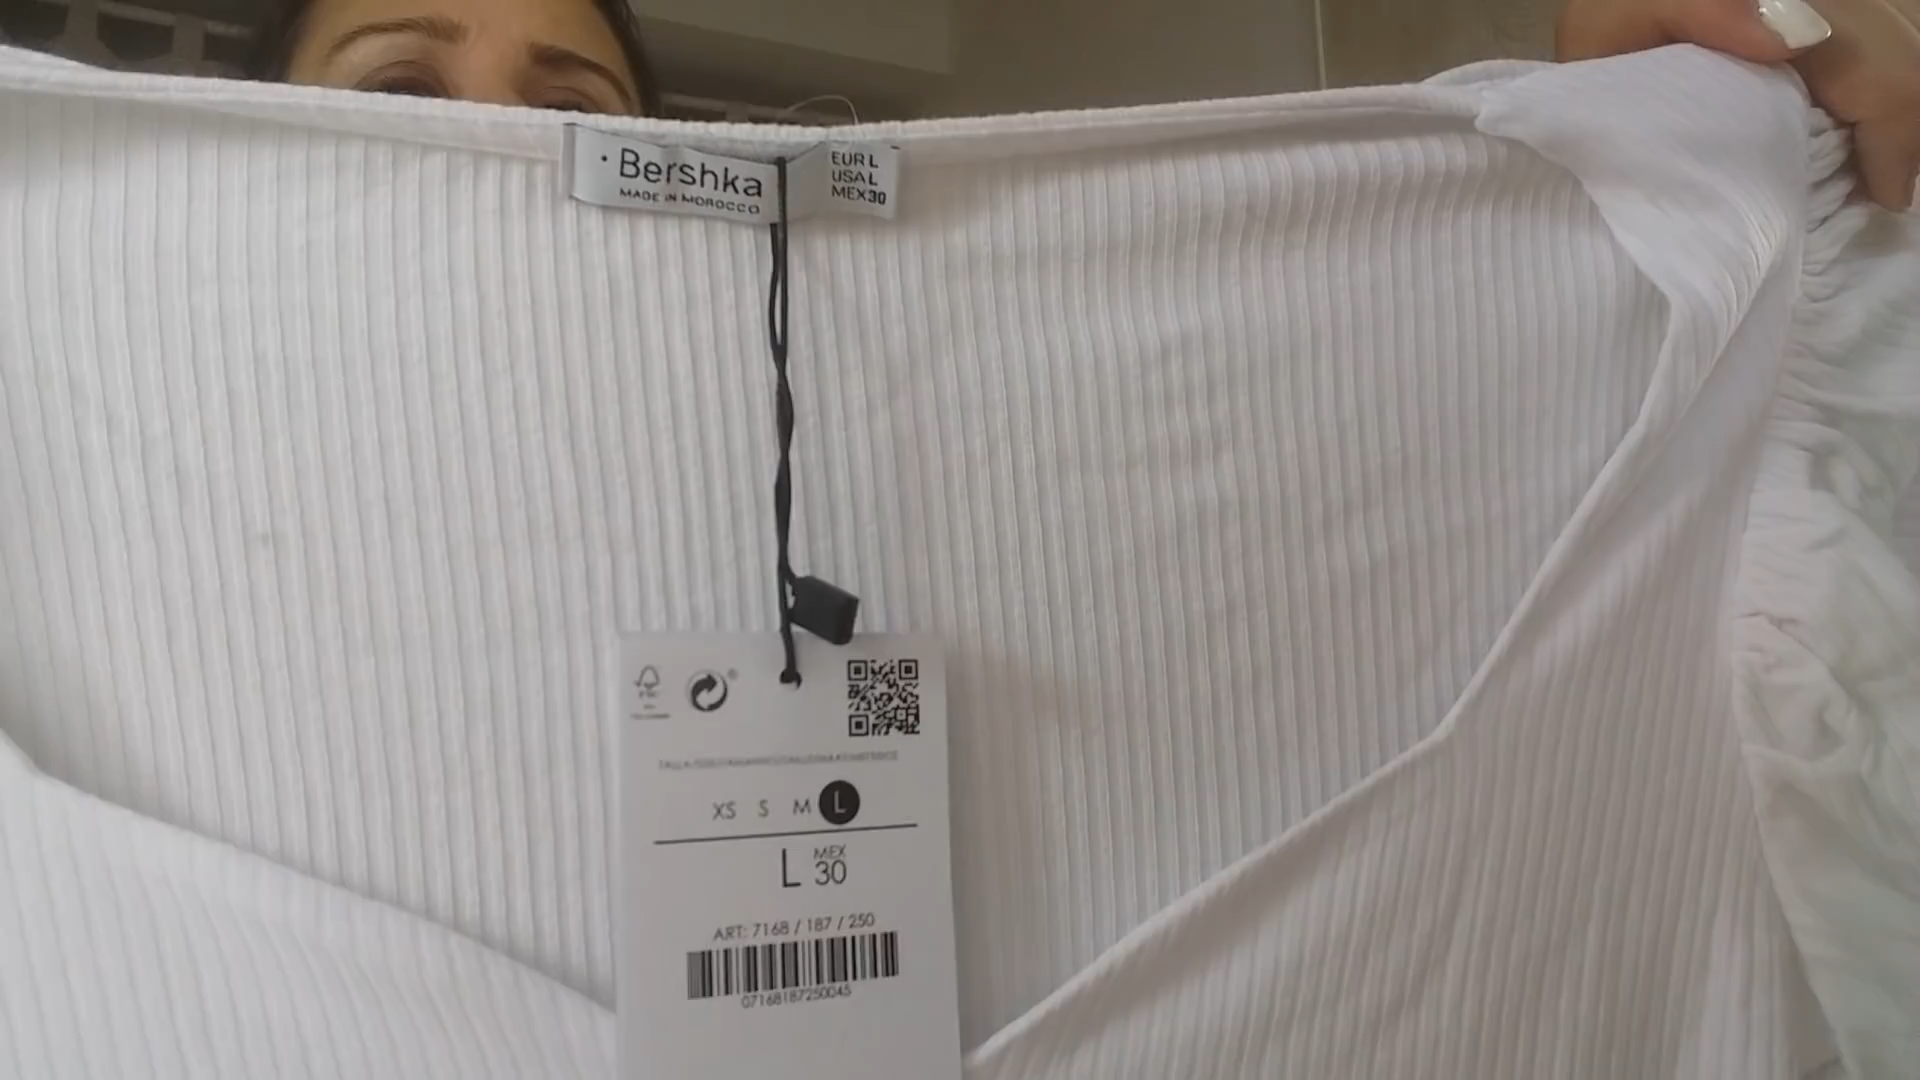 Bershka
MADE IN MOROCCO
EUR L
USA L
MEX 30
XS S M L
L MEX 30
ART: 7168 / 187 / 250
07168187250045